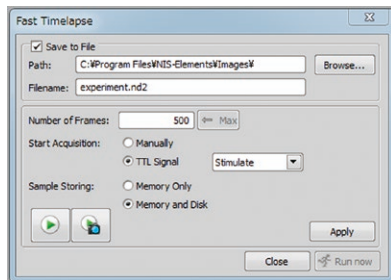 Fast Timelapse
Save to File
Path: C:¥Program Files¥NIS-Elements¥Images¥ Browse...
Filename: experiment.nd2
Number of Frames: 500 Max
Start Acquisition: Manually
TTL Signal Stimulate
Sample Storing: Memory Only
Memory and Disk
Apply
Close Run now